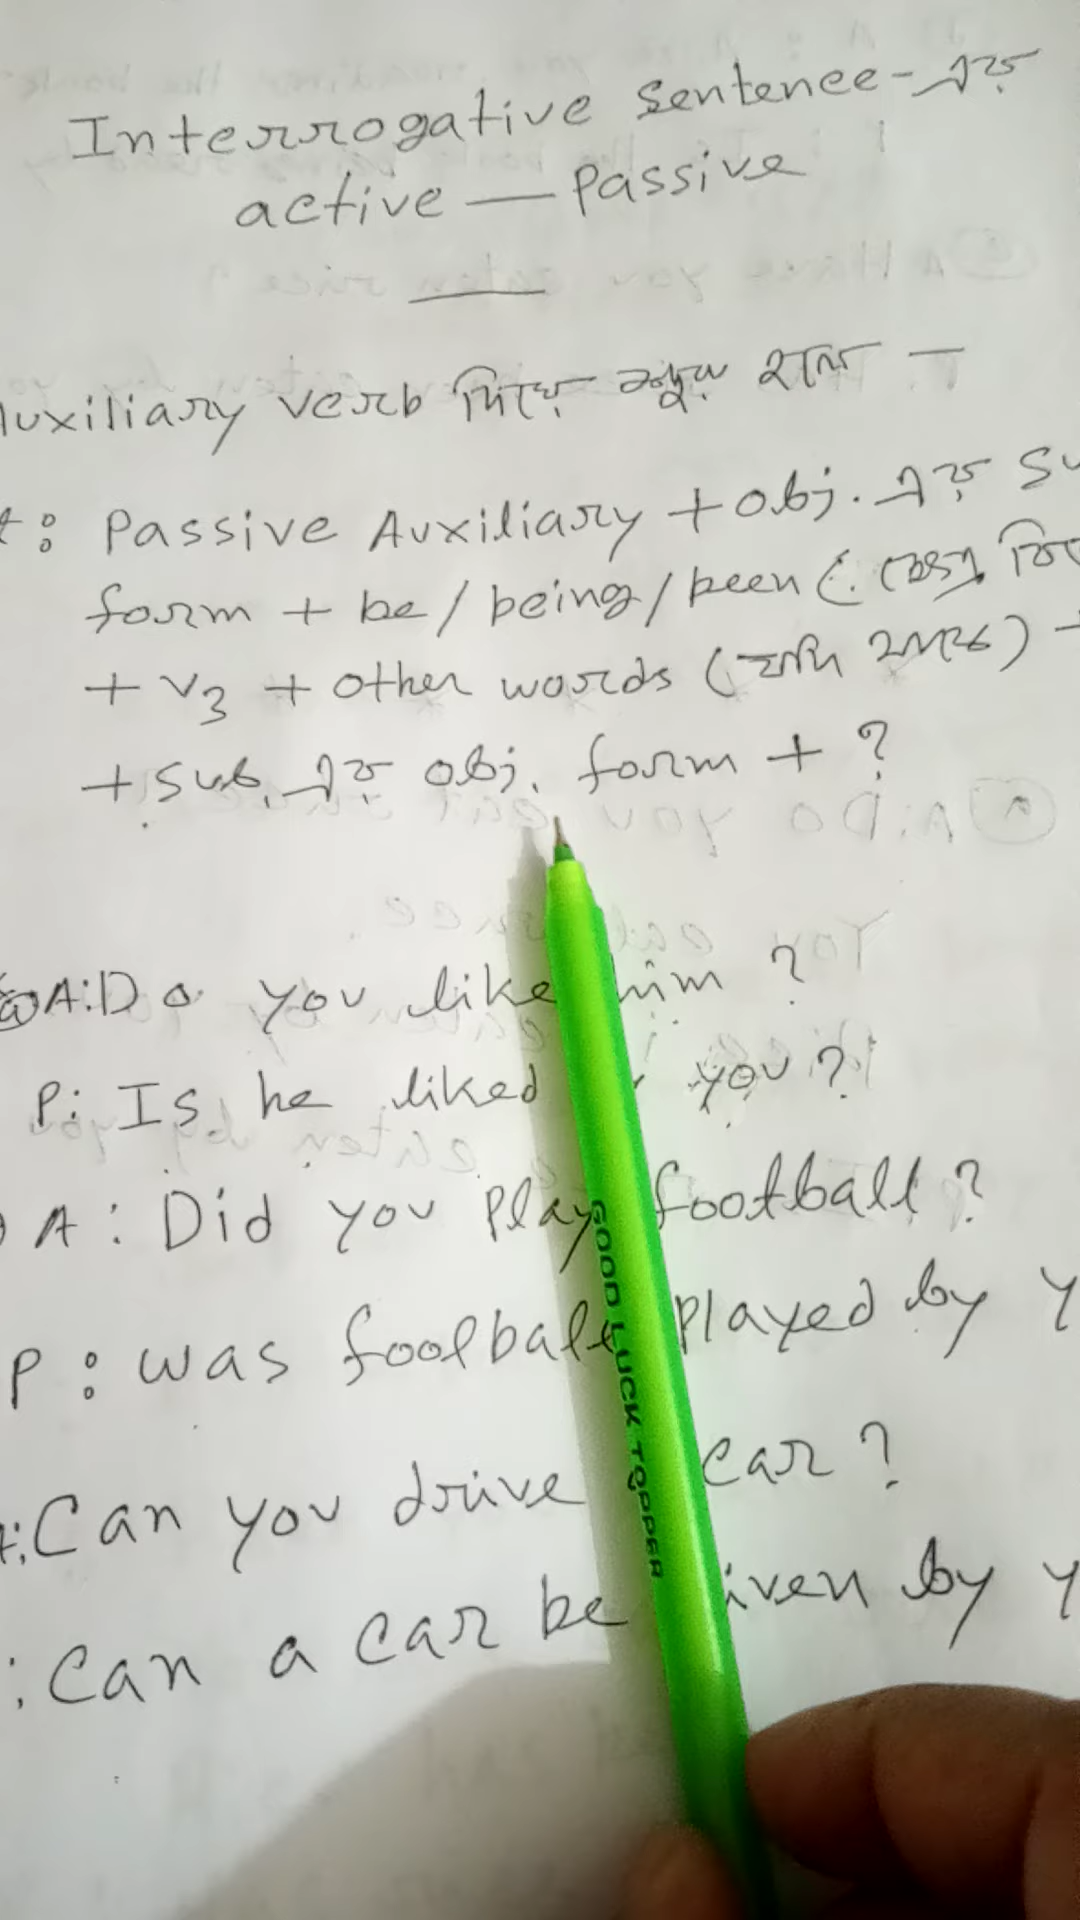 Interrogative sentence-এর
active — Passive
Auxiliary verb দিয়ে শুরু হলে —
: Passive Auxiliary + obj. এর Su
form + be/being/been (
+ V3 + other words (যদি থাকে) +
+ Sub. এর obj. form + ?
A: Do you like him ?
P: Is he liked you ?
A : Did you Play football ?
P : was foolball Played by y
: Can you drive car ?
: Can a car be iven by y
GOOD LUCK TOPPER